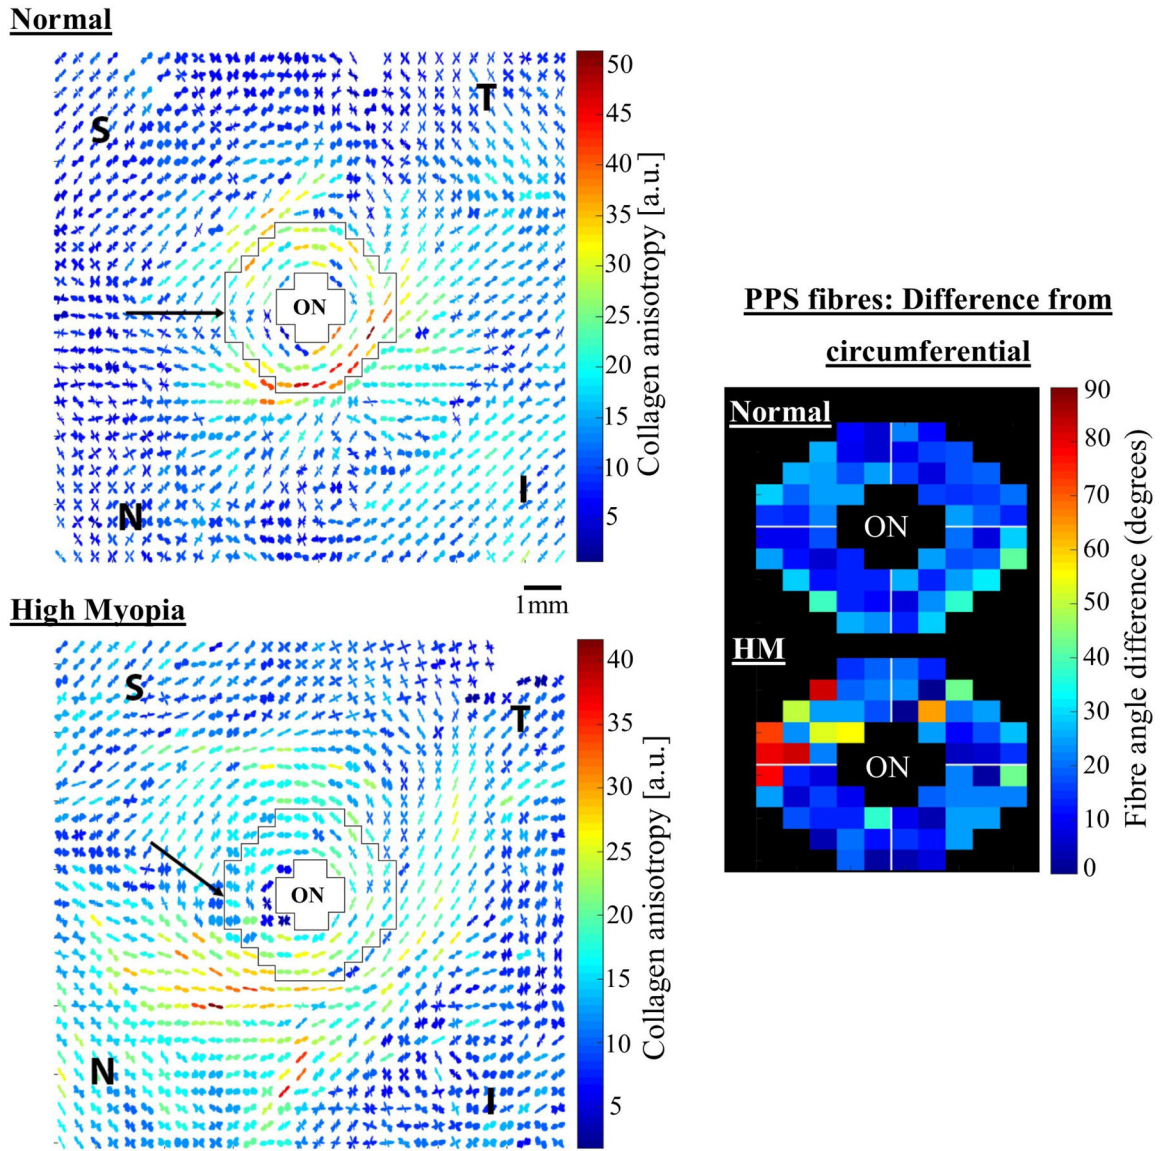 Normal
S
T
ON
N
I
50
45
40
35
30
25
20
15
10
5
Collagen anisotropy [a.u.]
1mm
High Myopia
S
T
ON
N
I
40
35
30
25
20
15
10
5
Collagen anisotropy [a.u.]
PPS fibres: Difference from
circumferential
Normal
ON
HM
ON
90
80
70
60
50
40
30
20
10
0
Fibre angle difference (degrees)